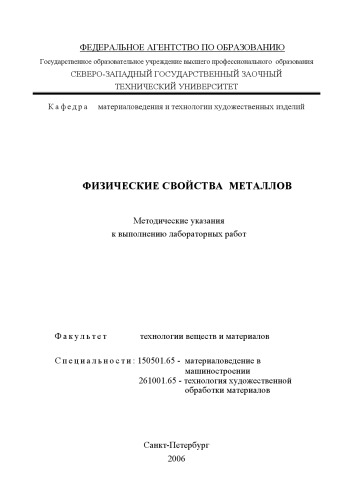 ФЕДЕРАЛЬНОЕ АГЕНТСТВО ПО ОБРАЗОВАНИЮ
Государственное образовательное учреждение высшего профессионального образования
СЕВЕРО-ЗАПАДНЫЙ ГОСУДАРСТВЕННЫЙ ЗАОЧНЫЙ
ТЕХНИЧЕСКИЙ УНИВЕРСИТЕТ
Кафедра материаловедения и технологии художественных изделий
ФИЗИЧЕСКИЕ СВОЙСТВА МЕТАЛЛОВ
Методические указания
к выполнению лабораторных работ
Факультет технологии веществ и материалов
Специальности: 150501.65 - материаловедение в
машиностроении
261001.65 - технология художественной
обработки материалов
Санкт-Петербург
2006